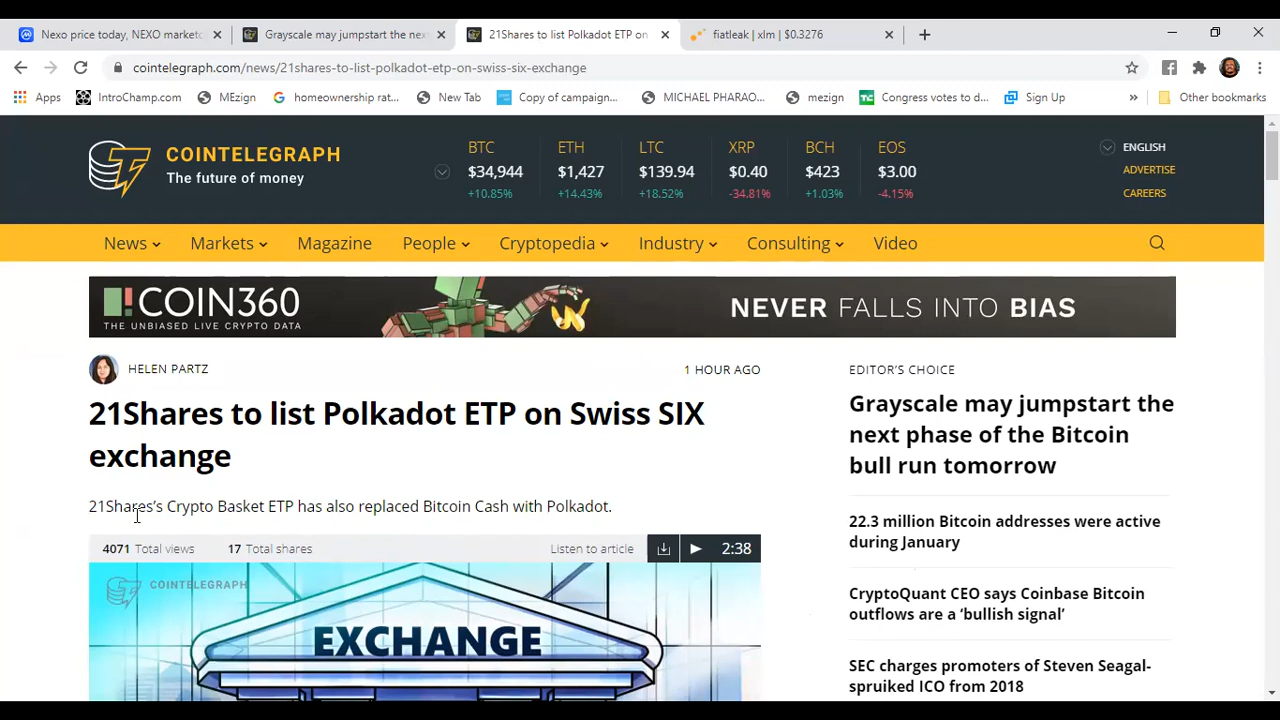 Nexo price today, NEXO marketc
Grayscale may jumpstart the nex
21Shares to list Polkadot ETP on
fiatleak | xlm | $0.3276
cointelegraph.com/news/21shares-to-list-polkadot-etp-on-swiss-six-exchange
Apps IntroChamp.com MEzign homeownership rat... New Tab Copy of campaign... MICHAEL PHARAO... mezign Congress votes to d... Sign Up » Other bookmarks
COINTELEGRAPH
The future of money
BTC ETH LTC XRP BCH EOS
$34,944 $1,427 $139.94 $0.40 $423 $3.00
+10.85% +14.43% +18.52% -34.81% +1.03% -4.15%
ENGLISH
ADVERTISE
CAREERS
News Markets Magazine People Cryptopedia Industry Consulting Video
COIN360
THE UNBIASED LIVE CRYPTO DATA
NEVER FALLS INTO BIAS
HELEN PARTZ
1 HOUR AGO
21Shares to list Polkadot ETP on Swiss SIX
exchange
21Shares's Crypto Basket ETP has also replaced Bitcoin Cash with Polkadot.
4071 Total views 17 Total shares Listen to article 2:38
COINTELEGRAPH
EXCHANGE
EDITOR'S CHOICE
Grayscale may jumpstart the
next phase of the Bitcoin
bull run tomorrow
22.3 million Bitcoin addresses were active
during January
CryptoQuant CEO says Coinbase Bitcoin
outflows are a 'bullish signal'
SEC charges promoters of Steven Seagal-
spruiked ICO from 2018